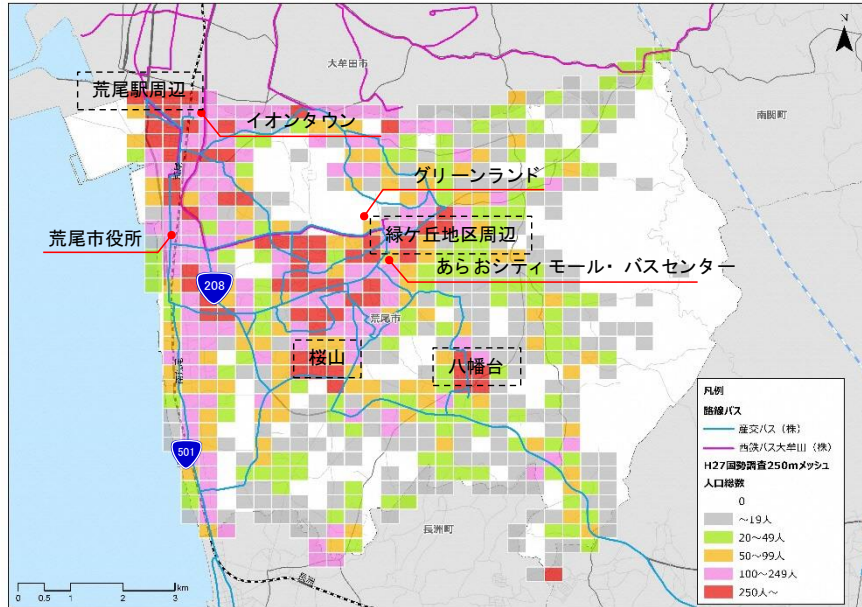 N
大牟田市
南関町
荒尾駅周辺
イオンタウン
グリーンランド
緑ケ丘地区周辺
荒尾市役所
あらおシティモール・バスセンター
208
荒尾市
桜山
八幡台
501
長洲町
長洲
0 1 2 3
km
凡例
路線バス
産交バス（株）
西鉄バス大牟田（株）
H27国勢調査250mメッシュ
人口総数
0
～19人
20～49人
50～99人
100～249人
250人～